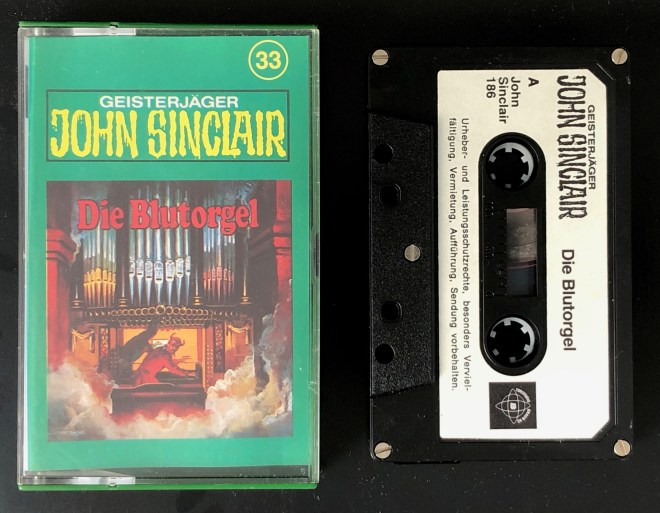 33
GEISTERJÄGER
JOHN SINCLAIR
Die Blutorgel
GEISTERJÄGER
JOHN SINCLAIR
Die Blutorgel
A
John
Sinclair
186
Urheber- und Leistungsschutzrechte, besonders Verviel-
fältigung, Vermietung, Aufführung, Sendung vorbehalten.